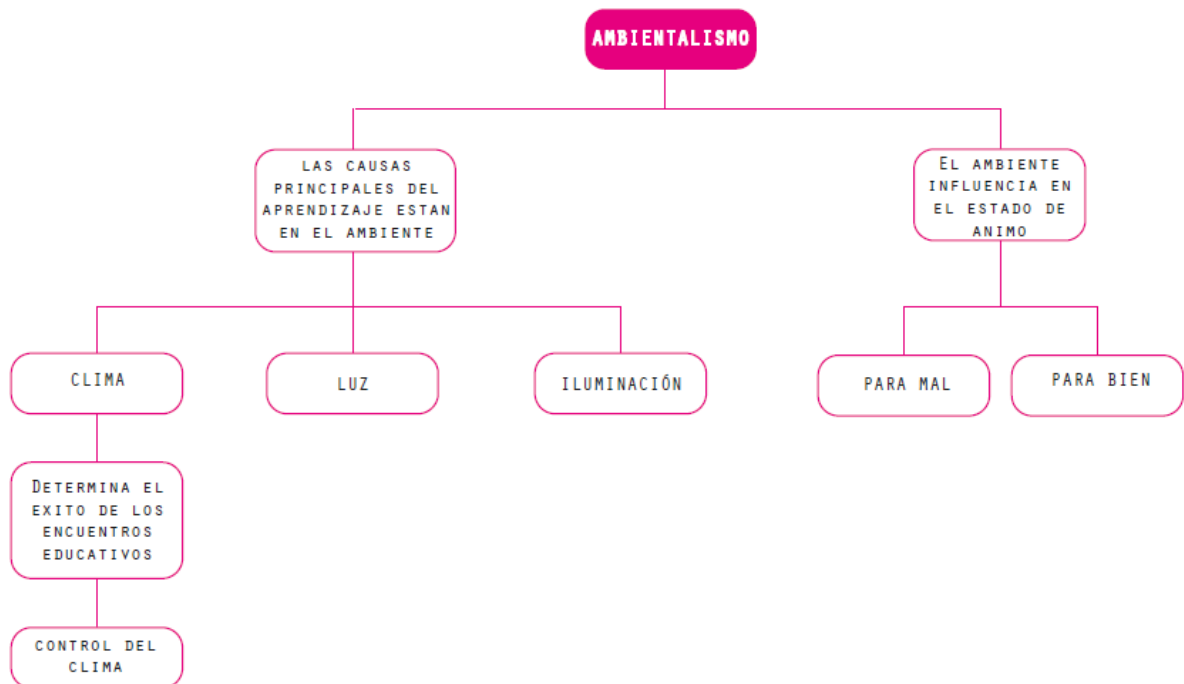 AMBIENTALISMO
LAS CAUSAS
PRINCIPALES DEL
APRENDIZAJE ESTAN
EN EL AMBIENTE
EL AMBIENTE
INFLUENCIA EN
EL ESTADO DE
ANIMO
CLIMA
LUZ
ILUMINACIÓN
PARA MAL
PARA BIEN
DETERMINA EL
EXITO DE LOS
ENCUENTROS
EDUCATIVOS
CONTROL DEL
CLIMA